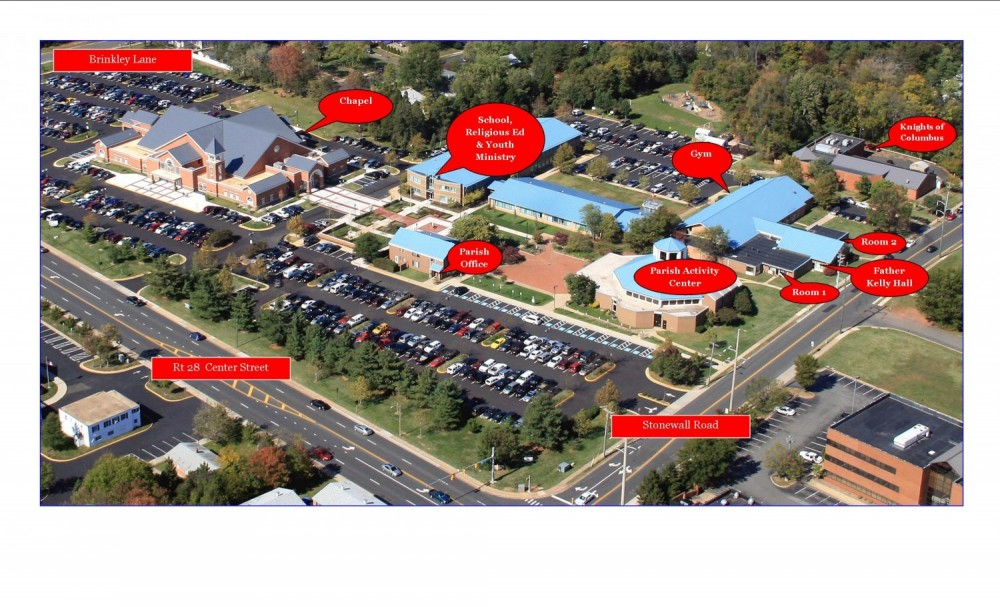 Brinkley Lane
Chapel
School,
Religious Ed
& Youth
Ministry
Gym
Knights of
Columbus
Parish
Office
Parish Activity
Center
Room 2
Father
Kelly Hall
Room 1
Rt 28 Center Street
Stonewall Road